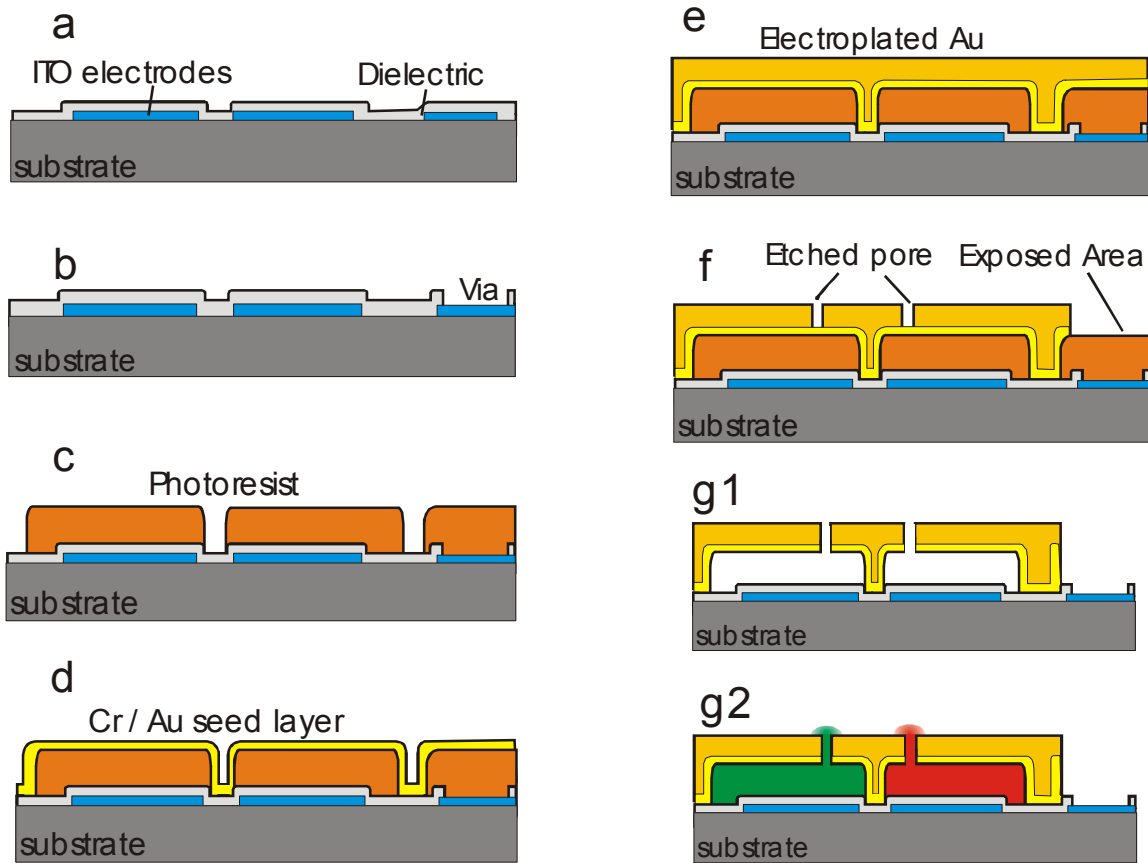 a
ITO electrodes
Dielectric
substrate
b
Via
substrate
c
Photoresist
substrate
d
Cr / Au seed layer
substrate
e
Electroplated Au
substrate
f
Etched pore
Exposed Area
substrate
g1
substrate
g2
substrate